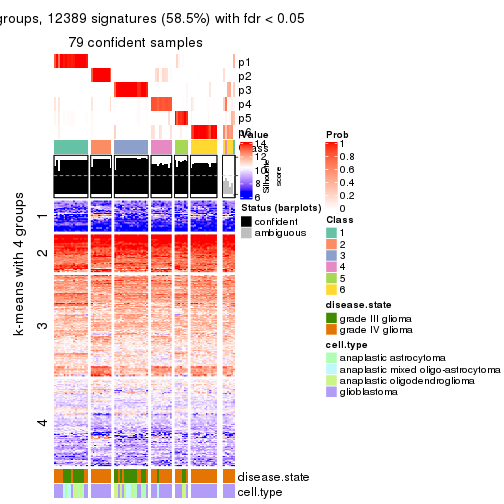 groups, 12389 signatures (58.5%) with fdr < 0.05
79 confident samples
p1
p2
p3
p4
p5
p6
Value
14
12
10
8
6
Silhouette
score
Status (barplots)
confident
ambiguous
Prob
1
0.8
0.6
0.4
0.2
0
Class
1
2
3
4
5
6
disease.state
grade III glioma
grade IV glioma
cell.type
anaplastic astrocytoma
anaplastic mixed oligo-astrocytoma
anaplastic oligodendroglioma
glioblastoma
k-means with 4 groups
1
2
3
4
disease.state
cell.type